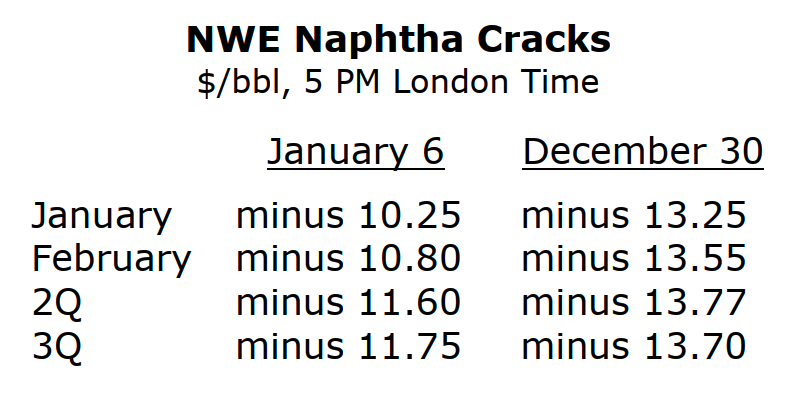 NWE Naphtha Cracks
$/bbl, 5 PM London Time
January 6 December 30
January minus 10.25 minus 13.25
February minus 10.80 minus 13.55
2Q minus 11.60 minus 13.77
3Q minus 11.75 minus 13.70